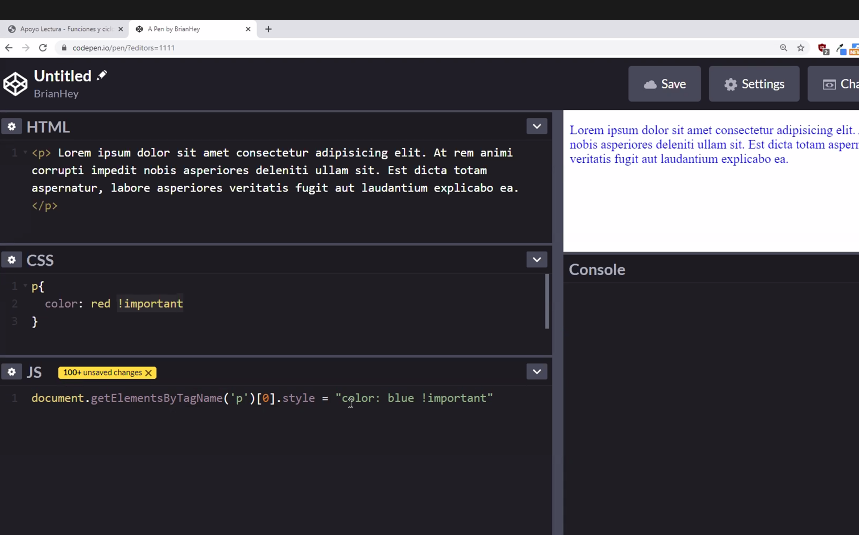 Apoyo Lectura - Funciones y cicl
A Pen by BrianHey
codepen.io/pen/?editors=1111
Untitled
BrianHey
Save
Settings
Cha
HTML
1 <p> Lorem ipsum dolor sit amet consectetur adipisicing elit. At rem animi
corrupti impedit nobis asperiores deleniti ullam sit. Est dicta totam
aspernatur, labore asperiores veritatis fugit aut laudantium explicabo ea.
</p>
CSS
1 p{
2 color: red !important
3 }
JS 100+ unsaved changes
1 document.getElementsByTagName('p')[0].style = "color: blue !important"
Lorem ipsum dolor sit amet consectetur adipisicing elit.
nobis asperiores deleniti ullam sit. Est dicta totam asper
veritatis fugit aut laudantium explicabo ea.
Console